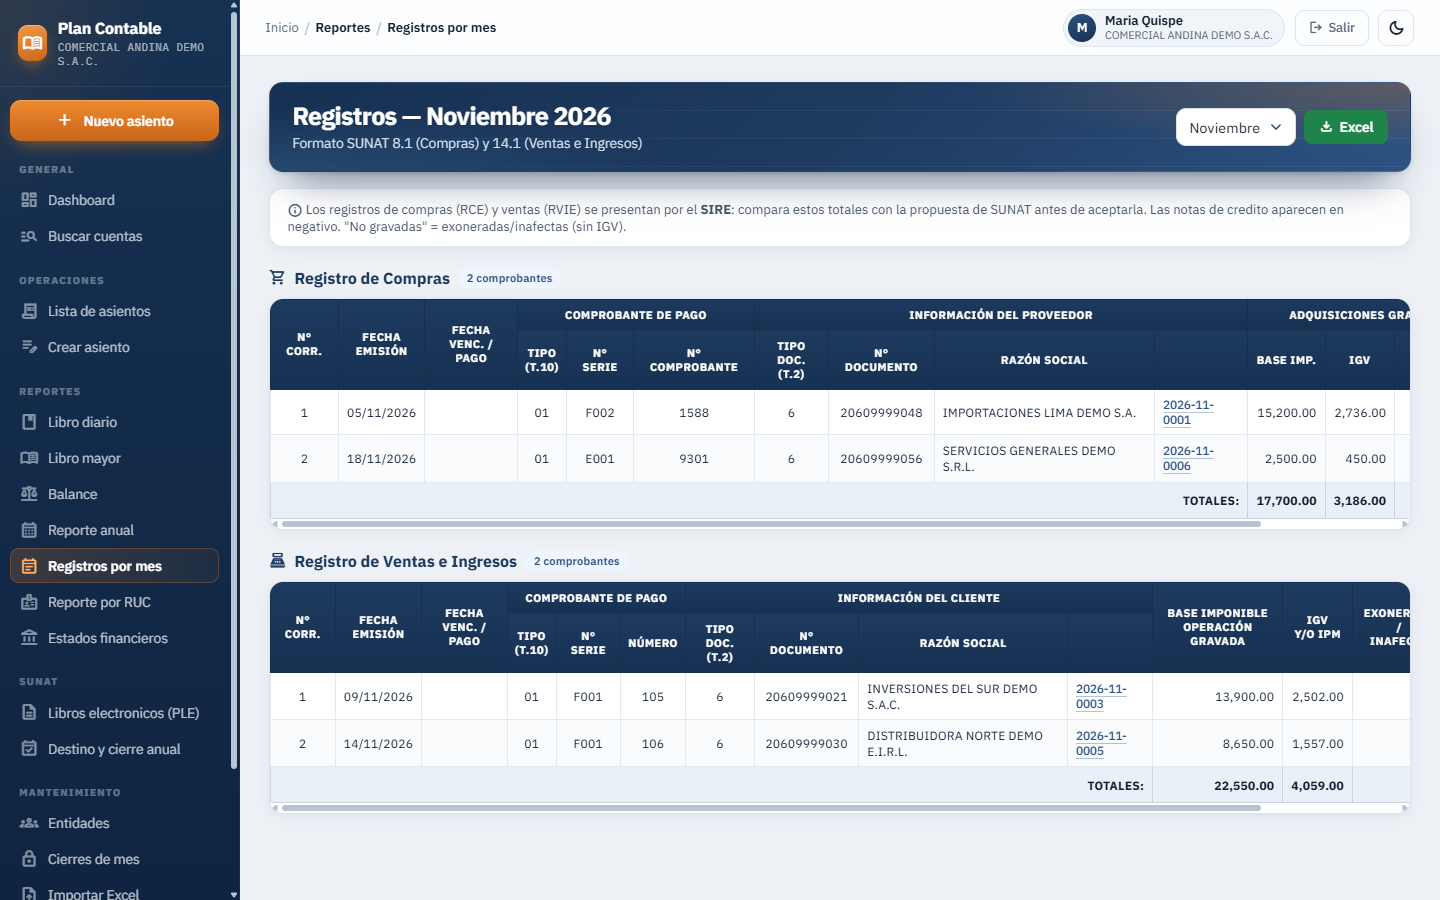 Plan Contable
COMERCIAL ANDINA DEMO
S.A.C.
+ Nuevo asiento
GENERAL
Dashboard
Buscar cuentas
OPERACIONES
Lista de asientos
Crear asiento
REPORTES
Libro diario
Libro mayor
Balance
Reporte anual
Registros por mes
Reporte por RUC
Estados financieros
SUNAT
Libros electronicos (PLE)
Destino y cierre anual
MANTENIMIENTO
Entidades
Cierres de mes
Importar Excel
Inicio / Reportes / Registros por mes
M
Maria Quispe
COMERCIAL ANDINA DEMO S.A.C.
Salir
Registros — Noviembre 2026
Formato SUNAT 8.1 (Compras) y 14.1 (Ventas e Ingresos)
Noviembre
Excel
Los registros de compras (RCE) y ventas (RVIE) se presentan por el SIRE: compara estos totales con la propuesta de SUNAT antes de aceptarla. Las notas de credito aparecen en
negativo. "No gravadas" = exoneradas/inafectas (sin IGV).
Registro de Compras 2 comprobantes
COMPROBANTE DE PAGO INFORMACIÓN DEL PROVEEDOR ADQUISICIONES GRA
N° CORR. FECHA EMISIÓN FECHA VENC. / PAGO TIPO (T.10) N° SERIE N° COMPROBANTE TIPO DOC. (T.2) N° DOCUMENTO RAZÓN SOCIAL BASE IMP. IGV
1 05/11/2026 01 F002 1588 6 20609999048 IMPORTACIONES LIMA DEMO S.A. 2026-11-0001 15,200.00 2,736.00
2 18/11/2026 01 E001 9301 6 20609999056 SERVICIOS GENERALES DEMO S.R.L. 2026-11-0006 2,500.00 450.00
TOTALES: 17,700.00 3,186.00
Registro de Ventas e Ingresos 2 comprobantes
COMPROBANTE DE PAGO INFORMACIÓN DEL CLIENTE
N° CORR. FECHA EMISIÓN FECHA VENC. / PAGO TIPO (T.10) N° SERIE NÚMERO TIPO DOC. (T.2) N° DOCUMENTO RAZÓN SOCIAL BASE IMPONIBLE OPERACIÓN GRAVADA IGV Y/O IPM EXONER / INAFEC
1 09/11/2026 01 F001 105 6 20609999021 INVERSIONES DEL SUR DEMO S.A.C. 2026-11-0003 13,900.00 2,502.00
2 14/11/2026 01 F001 106 6 20609999030 DISTRIBUIDORA NORTE DEMO E.I.R.L. 2026-11-0005 8,650.00 1,557.00
TOTALES: 22,550.00 4,059.00